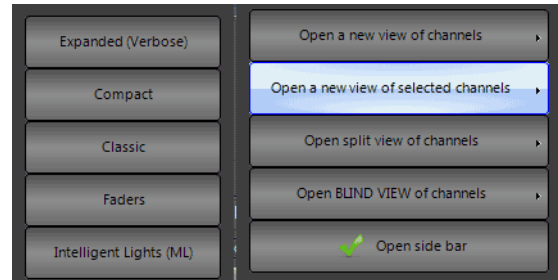 Expanded (Verbose)
Compact
Classic
Faders
Intelligent Lights (ML)
Open a new view of channels
Open a new view of selected channels
Open split view of channels
Open BLIND VIEW of channels
Open side bar